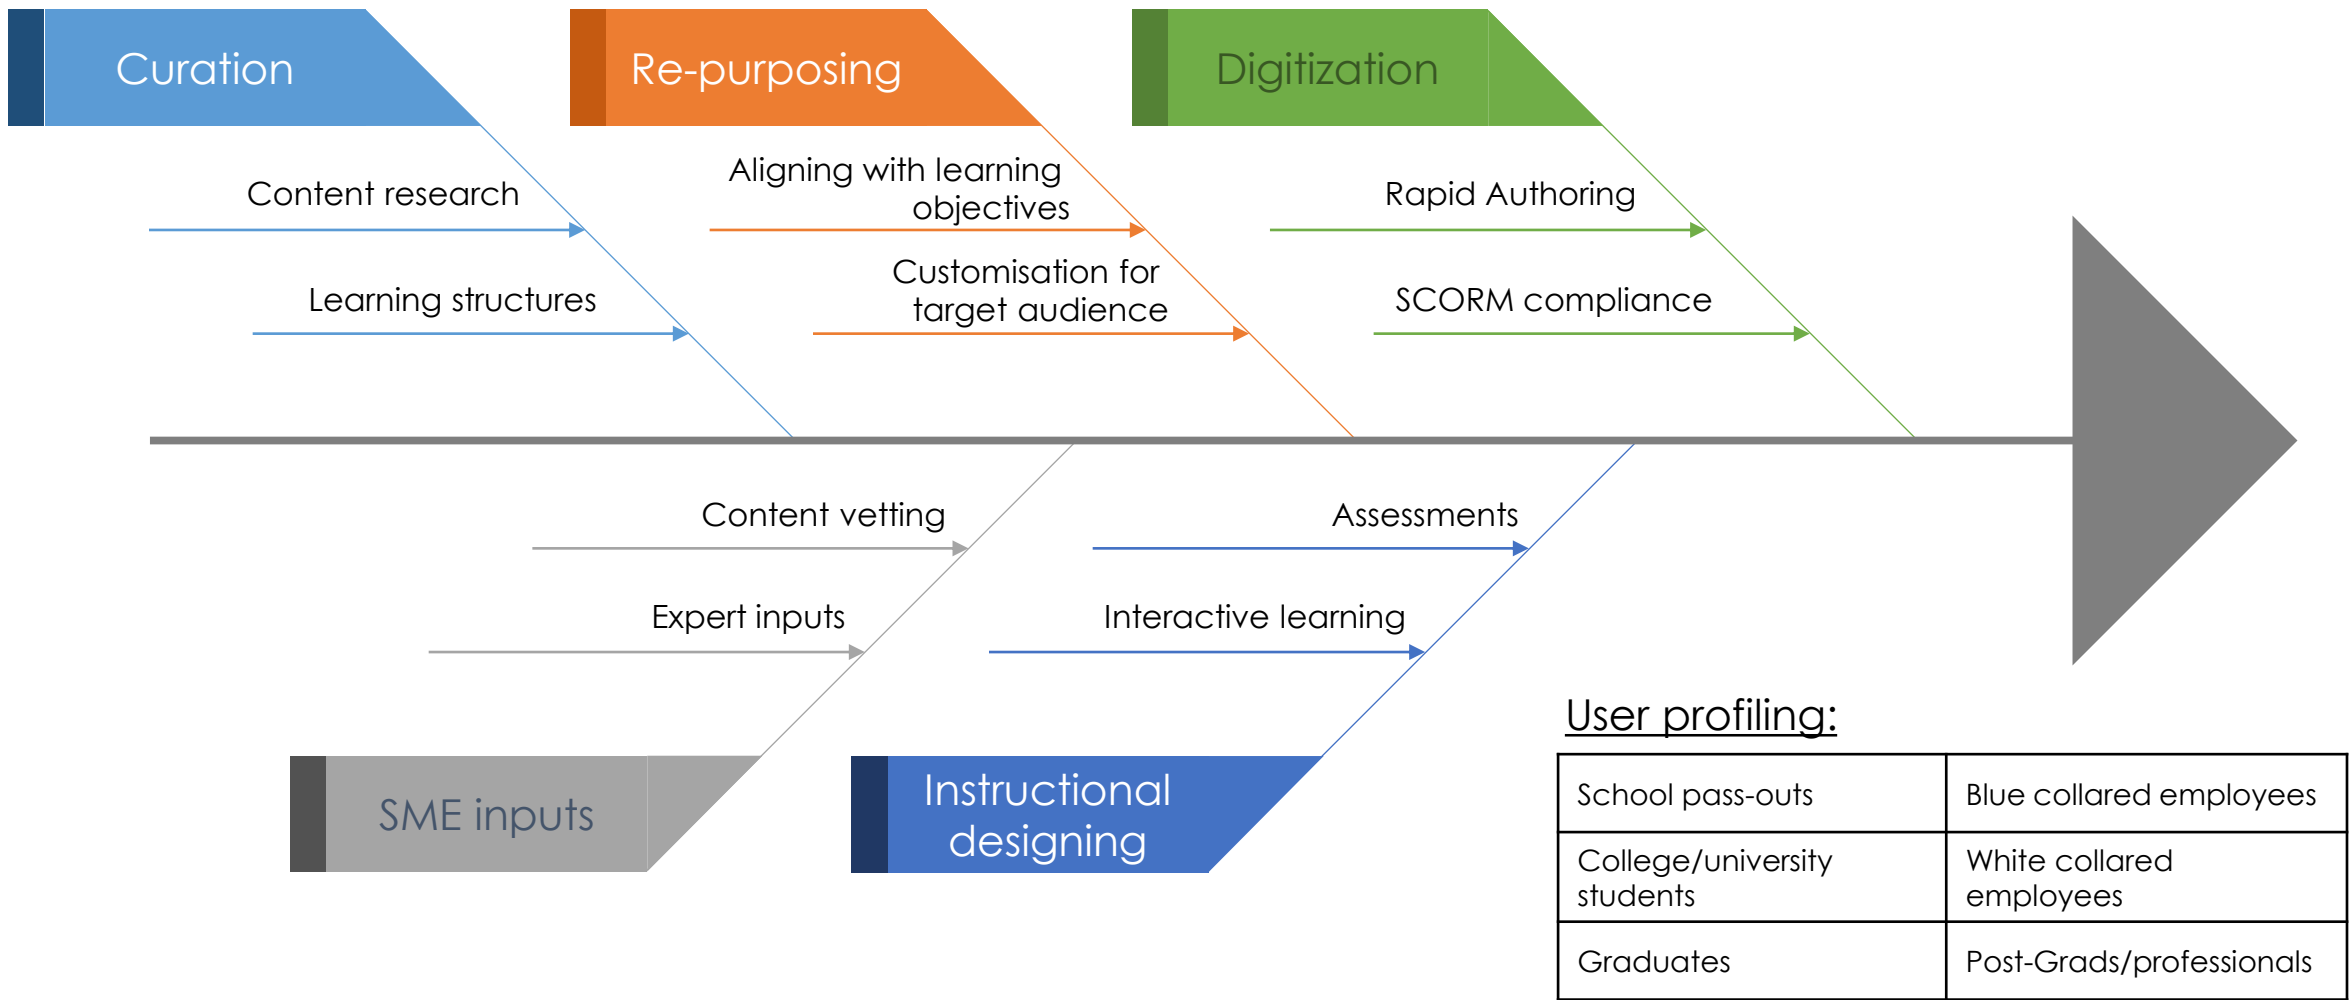 Curation
Re-purposing
Digitization
Content research
Learning structures
Aligning with learning
objectives
Customisation for
target audience
Rapid Authoring
SCORM compliance
Content vetting
Expert inputs
Assessments
Interactive learning
SME inputs
Instructional
designing
User profiling:
School pass-outs
Blue collared employees
College/university
students
White collared
employees
Graduates
Post-Grads/professionals